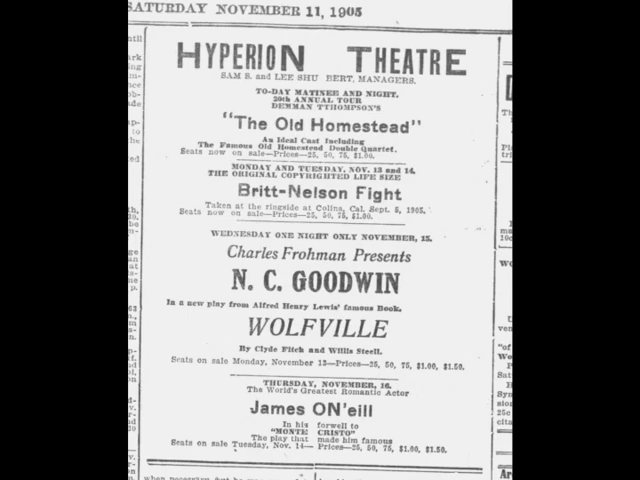 SATURDAY NOVEMBER 11, 1905
HYPERION THEATRE
SAM S. and LEE SHU BERT, MANAGERS.
TO-DAY MATINEE AND NIGHT.
20th ANNUAL TOUR
DENMAN TTHOMPSON'S
"The Old Homestead"
An Ideal Cast Including
The Famous Old Homestead Double Quartet.
Seats now on sale—Prices—25, 50, 75, $1.00.
MONDAY AND TUESDAY, NOV. 13 and 14.
THE ORIGINAL COPYRIGHTED LIFE SIZE
Britt-Nelson Fight
Taken at the ringside at Colina, Cal. Sept. 9, 1905.
Seats now on sale—Prices—25, 50, 75, $1.00.
WEDNESDAY ONE NIGHT ONLY NOVEMBER, 15.
Charles Frohman Presents
N. C. GOODWIN
In a new play from Alfred Henry Lewis' famous Book.
WOLFVILLE
By Clyde Fitch and Willis Steell.
Seats on sale Monday, November 13—Prices—25, 50, 75, $1.00, $1.50.
THURSDAY, NOVEMBER, 16.
The World's Greatest Romantic Actor
James ON'eill
In his forwell to
"MONTE CRISTO"
The play that made him famous
Seats on sale Tuesday, Nov. 14— Prices—25, 50, 75, $1.00, $1.50.